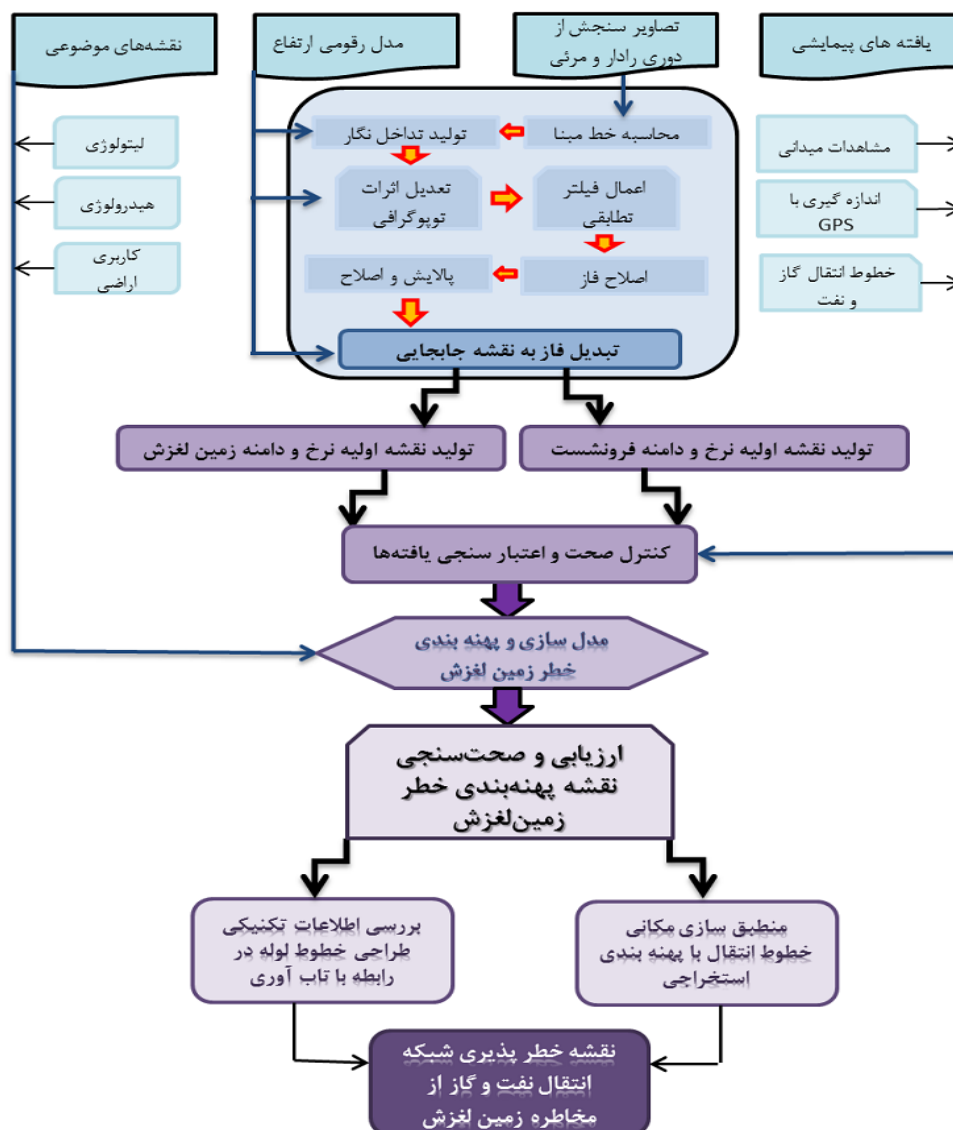 یافته های پیمایشی
تصاویر سنجش از
دوری رادار و مرئی
مدل رقومی ارتفاع
نقشه‌های موضوعی
مشاهدات میدانی
اندازه گیری با
GPS
خطوط انتقال گاز
و نفت
محاسبه خط مبنا
تولید تداخل نگار
تعدیل اثرات
توپوگرافی
اعمال فیلتر
تطابقی
اصلاح فاز
پالایش و اصلاح
تبدیل فاز به نقشه جابجایی
لیتولوژی
هیدرولوژی
کاربری
اراضی
تولید نقشه اولیه نرخ و دامنه فرونشست
تولید نقشه اولیه نرخ و دامنه زمین لغزش
کنترل صحت و اعتبار سنجی یافته‌ها
مدل سازی و پهنه بندی
خطر زمین لغزش
ارزیابی و صحت‌سنجی
نقشه پهنه‌بندی خطر
زمین‌لغزش
منطبق سازی مکانی
خطوط انتقال با پهنه بندی
استخراجی
بررسی اطلاعات تکنیکی
طراحی خطوط لوله در
رابطه با تاب آوری
نقشه خطر پذیری شبکه
انتقال نفت و گاز از
مخاطره زمین لغزش